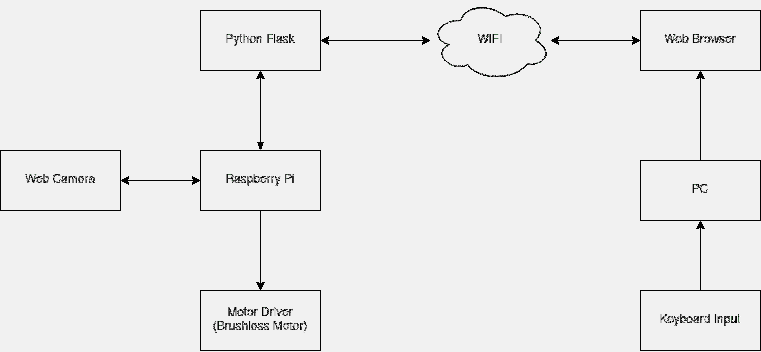 Python Flask
WIFI
Web Browser
Web Camera
Raspberry Pi
PC
Motor Driver
(Brushless Motor)
Keyboard Input